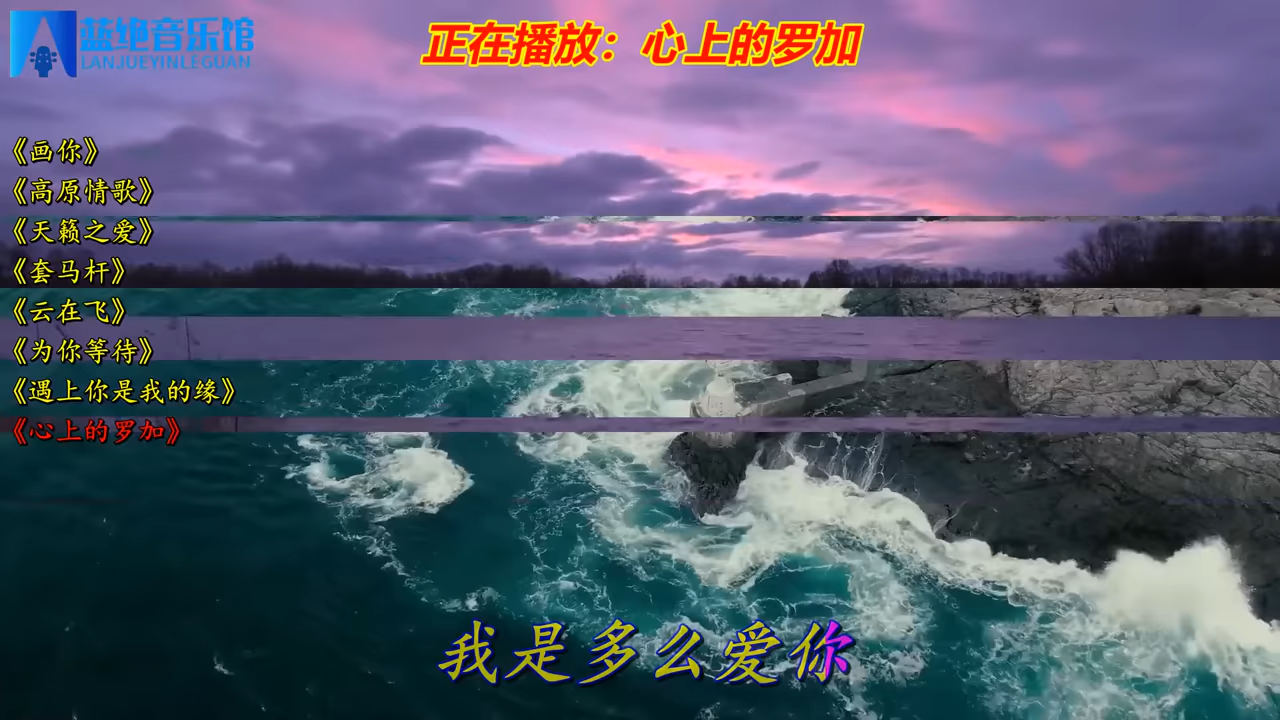 蓝绝音乐馆
LANJUEYINLEGUAN
正在播放：心上的罗加
《画你》
《高原情歌》
《天籁之爱》
《套马杆》
《云在飞》
《为你等待》
《遇上你是我的缘》
《心上的罗加》
我是多么爱你